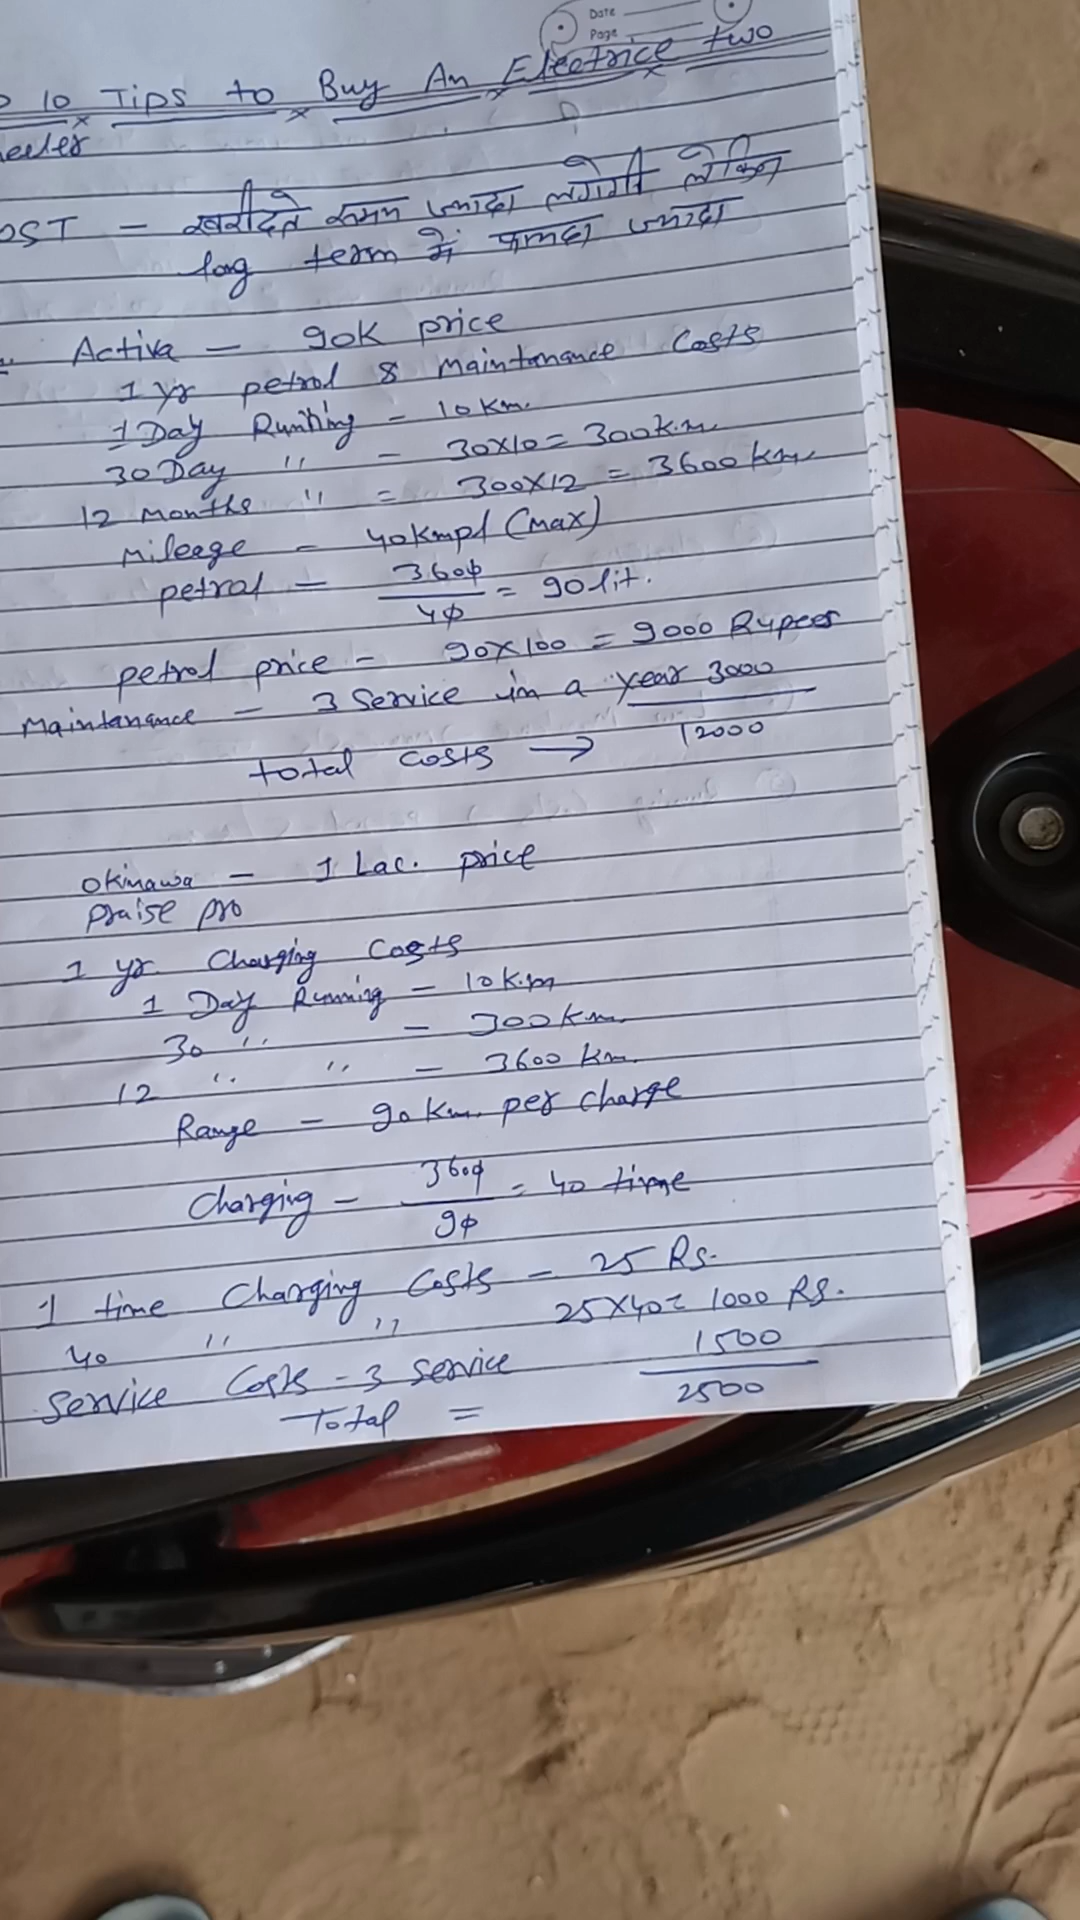 Date
Page
10 Tips to Buy An Electrice two
eeler
OST - खरीदते समय ज्यादा लगेगी लेकिन
long term में फायदा ज्यादा
Activa - 90K price
1 yr petrol & maintanance Costs
1 Day Running - 10 Km.
30 Day " - 30x10 = 300 k.m.
12 Months " = 300x12 = 3600 km.
Mileage - 40 Kmpl (Max)
petrol = 3600/40 = 90 lit.
petrol price - 90x100 = 9000 Rupees
Maintanance - 3 Service in a year 3000
total costs → 12000
Okinawa - 1 Lac. price
praise pro
1 yr. Charging Costs
1 Day Running - 10 K.m
30 " - 300 km.
12 " " - 3600 km.
Range - 90 Km. per charge
Charging - 3600/90 = 40 time
1 time Charging Costs - 25 Rs.
40 " " 25x40 = 1000 RS.
Service Costs - 3 service 1500
Total = 2500